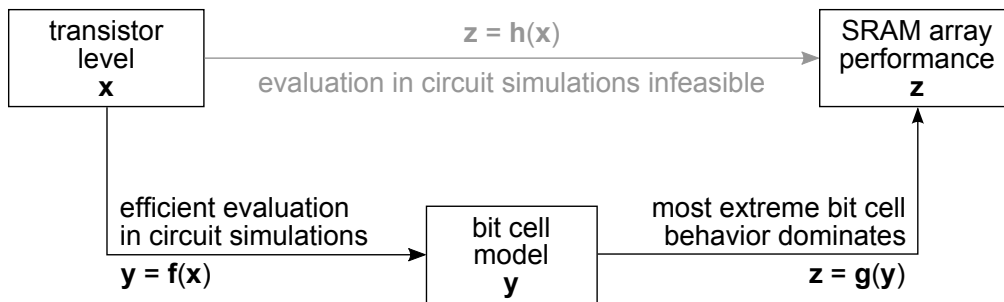 transistor
level
x
z = h(x)
evaluation in circuit simulations infeasible
SRAM array
performance
z
efficient evaluation
in circuit simulations
y = f(x)
bit cell
model
y
most extreme bit cell
behavior dominates
z = g(y)